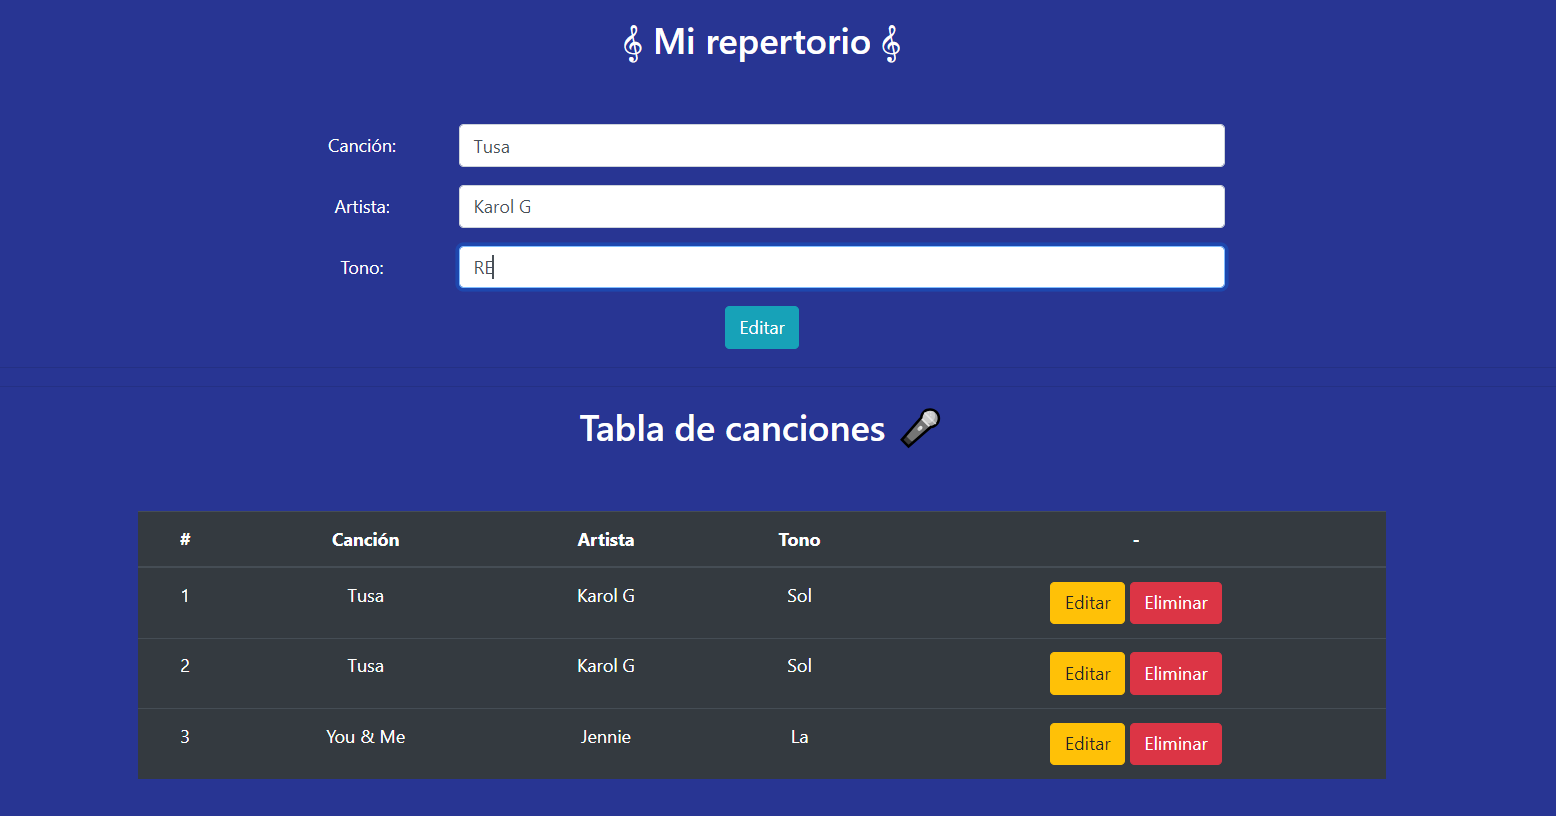 𝄞 Mi repertorio 𝄞
Canción: Tusa
Artista: Karol G
Tono: RE
Editar
Tabla de canciones 🎤
# Canción Artista Tono -
1 Tusa Karol G Sol Editar Eliminar
2 Tusa Karol G Sol Editar Eliminar
3 You & Me Jennie La Editar Eliminar